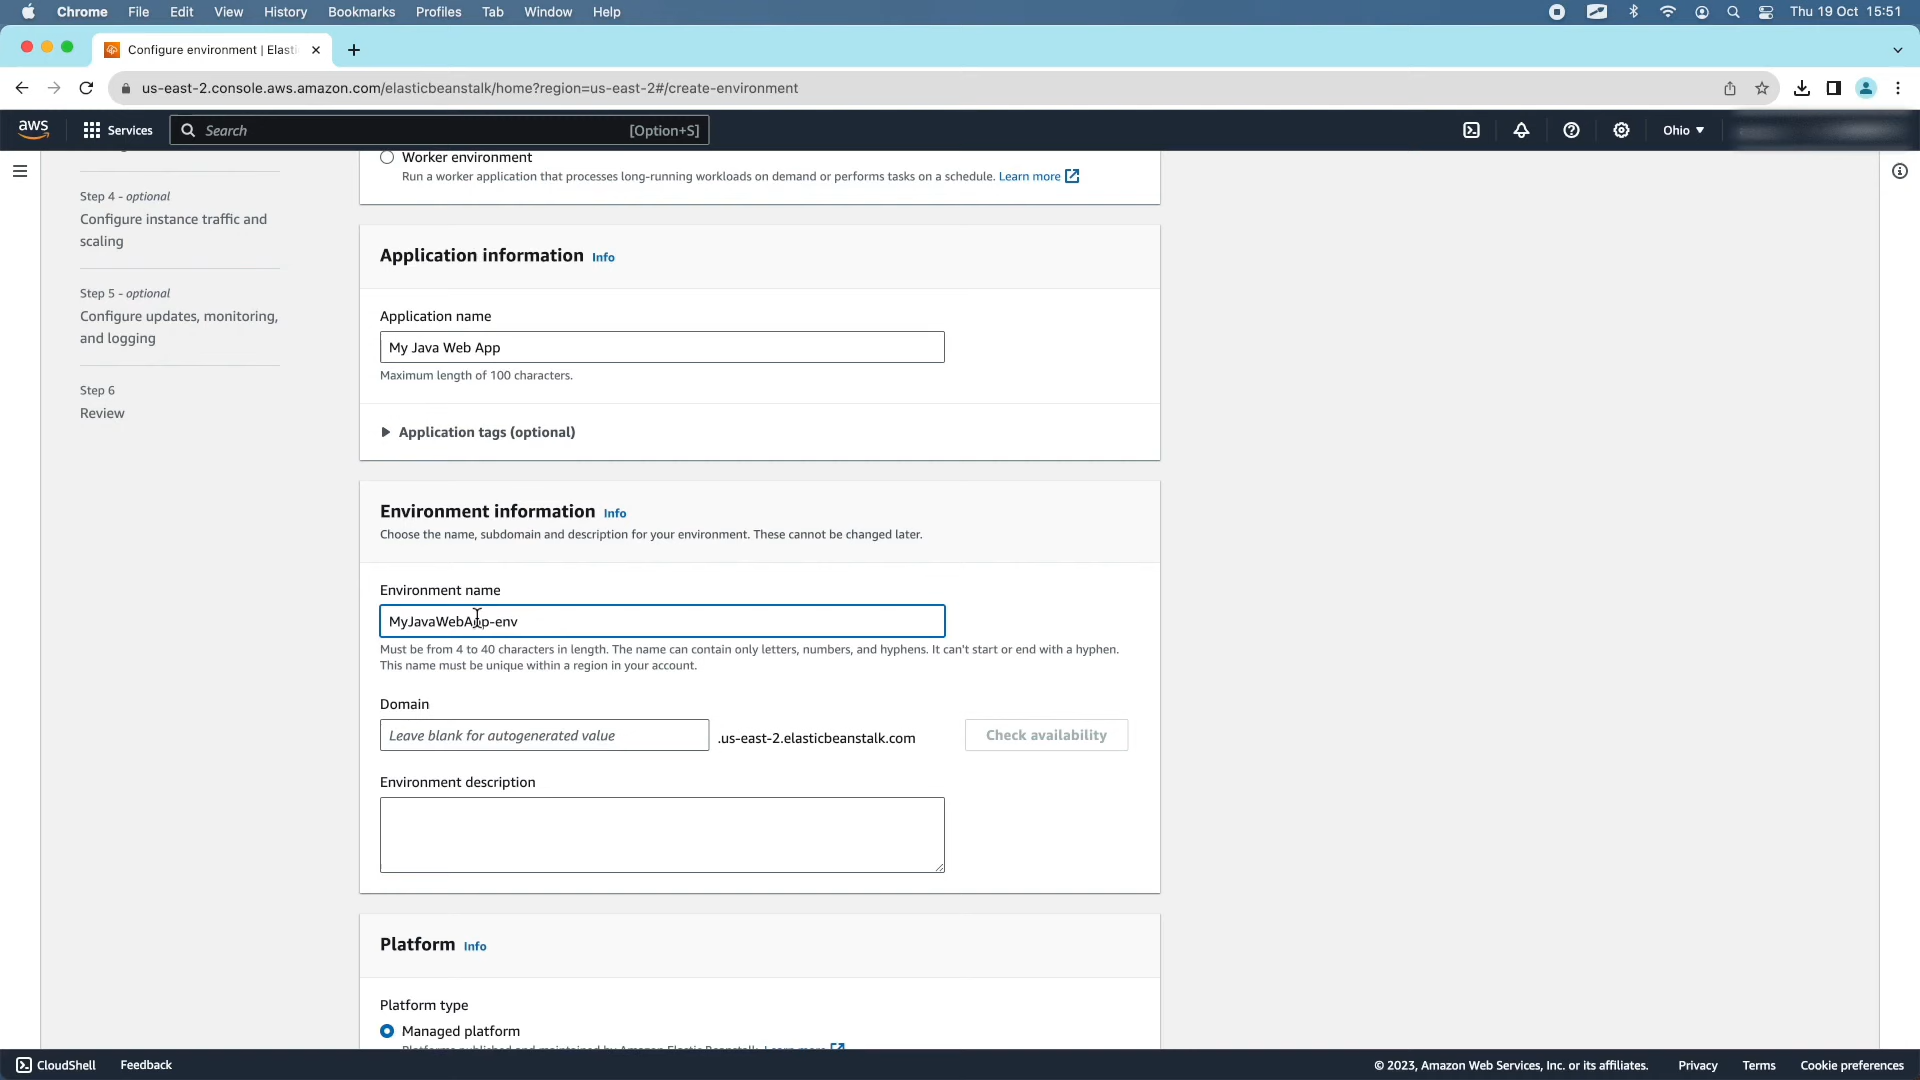 Chrome File Edit View History Bookmarks Profiles Tab Window Help Thu 19 Oct 15:51
Configure environment | Elasti
us-east-2.console.aws.amazon.com/elasticbeanstalk/home?region=us-east-2#/create-environment
aws Services Search [Option+S] Ohio
Step 4 - optional
Configure instance traffic and
scaling
Step 5 - optional
Configure updates, monitoring,
and logging
Step 6
Review
Worker environment
Run a worker application that processes long-running workloads on demand or performs tasks on a schedule. Learn more
Application information Info
Application name
My Java Web App
Maximum length of 100 characters.
Application tags (optional)
Environment information Info
Choose the name, subdomain and description for your environment. These cannot be changed later.
Environment name
MyJavaWebApp-env
Must be from 4 to 40 characters in length. The name can contain only letters, numbers, and hyphens. It can't start or end with a hyphen.
This name must be unique within a region in your account.
Domain
Leave blank for autogenerated value .us-east-2.elasticbeanstalk.com Check availability
Environment description
Platform Info
Platform type
Managed platform
CloudShell Feedback © 2023, Amazon Web Services, Inc. or its affiliates. Privacy Terms Cookie preferences